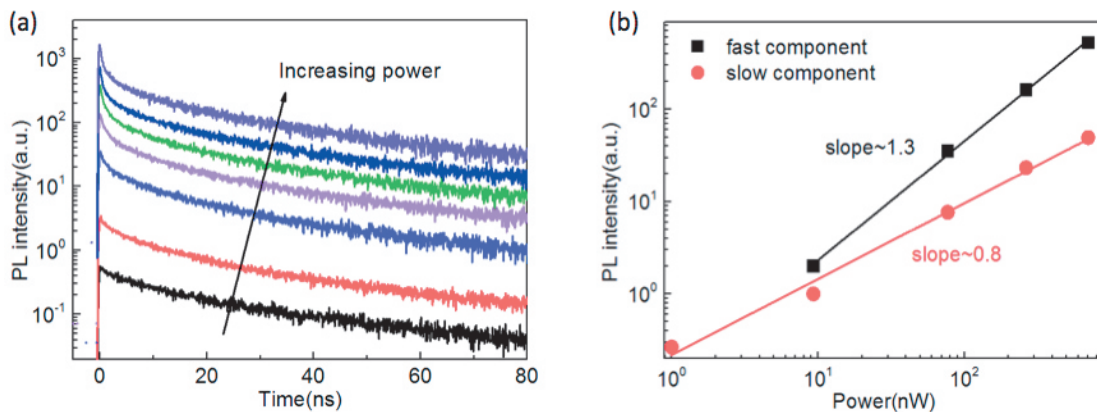 (a)
PL intensity(a.u.)
10³
10²
10¹
10⁰
10⁻¹
Increasing power
0
20
40
60
80
Time(ns)
(b)
PL intensity(a.u.)
10²
10¹
10⁰
fast component
slow component
slope~1.3
slope~0.8
10⁰
10¹
10²
Power(nW)